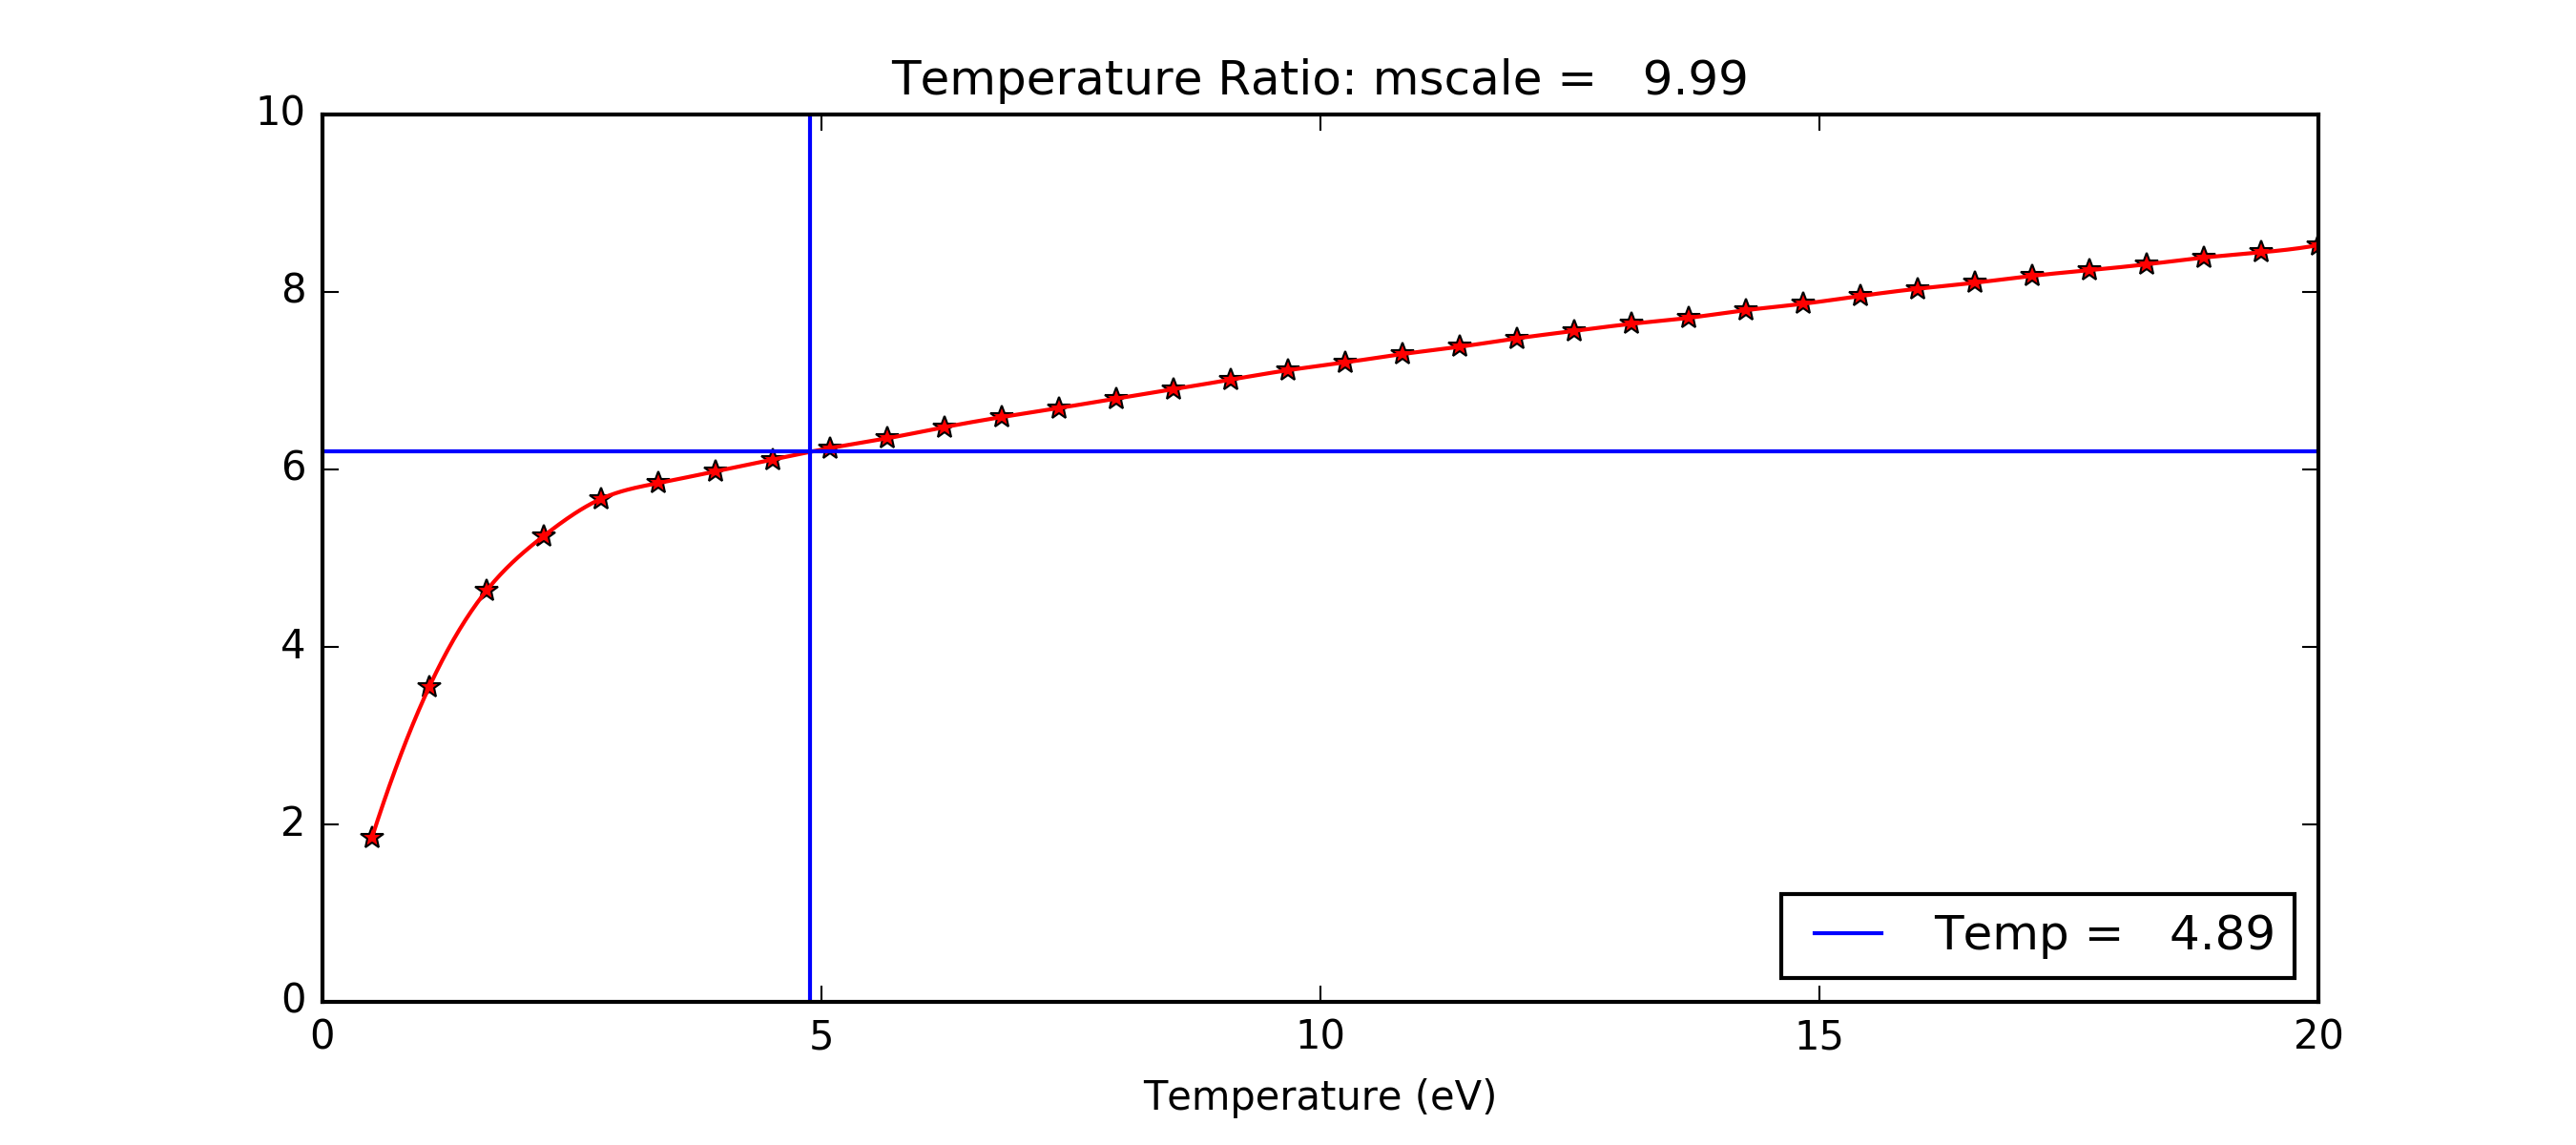 Temperature Ratio: mscale = 9.99
10
8
6
4
2
0
0 5 10 15 20
Temperature (eV)
Temp = 4.89